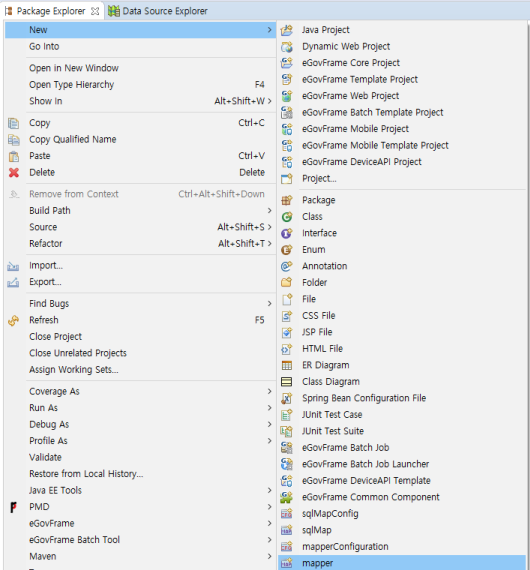 Package Explorer
Data Source Explorer
New
Go Into
Open in New Window
Open Type Hierarchy F4
Show In Alt+Shift+W >
Copy Ctrl+C
Copy Qualified Name
Paste Ctrl+V
Delete Delete
Remove from Context Ctrl+Alt+Shift+Down
Build Path
Source Alt+Shift+S >
Refactor Alt+Shift+T >
Import...
Export...
Find Bugs
Refresh F5
Close Project
Close Unrelated Projects
Assign Working Sets...
Coverage As
Run As
Debug As
Profile As
Validate
Restore from Local History...
Java EE Tools
PMD
eGovFrame
eGovFrame Batch Tool
Maven
Java Project
Dynamic Web Project
eGovFrame Core Project
eGovFrame Template Project
eGovFrame Web Project
eGovFrame Batch Template Project
eGovFrame Mobile Project
eGovFrame Mobile Template Project
eGovFrame DeviceAPI Project
Project...
Package
Class
Interface
Enum
Annotation
Folder
File
CSS File
JSP File
HTML File
ER Diagram
Class Diagram
Spring Bean Configuration File
JUnit Test Case
JUnit Test Suite
eGovFrame Batch Job
eGovFrame Batch Job Launcher
eGovFrame DeviceAPI Template
eGovFrame Common Component
sqlMapConfig
sqlMap
mapperConfiguration
mapper